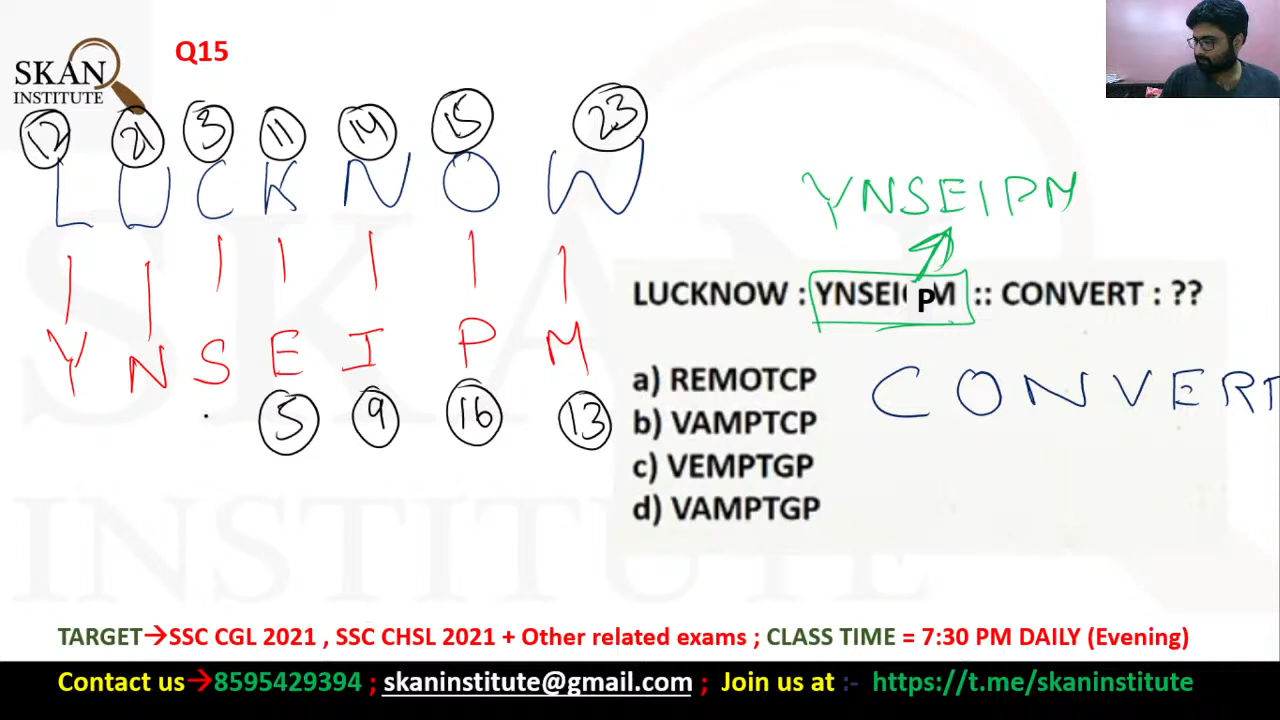 Q15
SKAN
INSTITUTE
12 21 3 11 14 15 23
L U C K N O W
Y N S E I P M
5 9 16 13
YNSEIPM
LUCKNOW : YNSEI PM :: CONVERT : ??
a) REMOTCP
b) VAMPTCP
c) VEMPTGP
d) VAMPTGP
C O N V E R T
TARGET→SSC CGL 2021 , SSC CHSL 2021 + Other related exams ; CLASS TIME = 7:30 PM DAILY (Evening)
Contact us→8595429394 ; skaninstitute@gmail.com ; Join us at :- https://t.me/skaninstitute